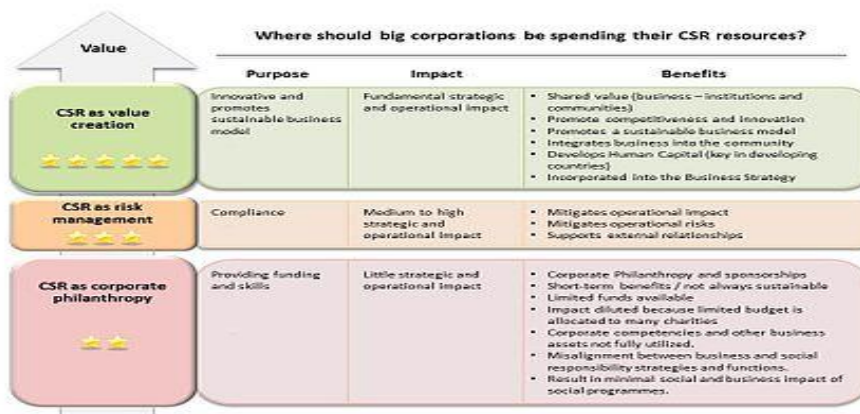 Value
Where should big corporations be spending their CSR resources?
Purpose
Impact
Benefits
CSR as value
creation
Innovative and
promotes
sustainable business
model
Fundamental strategic
and operational impact
• Shared value (business – institutions and
communities)
• Promote competitiveness and innovation
• Promotes a sustainable business model
• Integrates business into the community
• Develops Human Capital (key in developing
countries)
• Incorporated into the Business Strategy
CSR as risk
management
Compliance
Medium to high
strategic and
operational impact
• Mitigates operational impact
• Mitigates operational risks
• Supports external relationships
CSR as corporate
philanthropy
Providing funding
and skills
Little strategic and
operational impact
• Corporate Philanthropy and sponsorships
• Short-term benefits / not always sustainable
• Limited funds available
• Impact diluted because limited budget is
allocated to many charities
• Corporate competencies and other business
assets not fully utilized.
• Misalignment between business and social
responsibility strategies and functions.
• Result in minimal social and business impact of
social programmes.